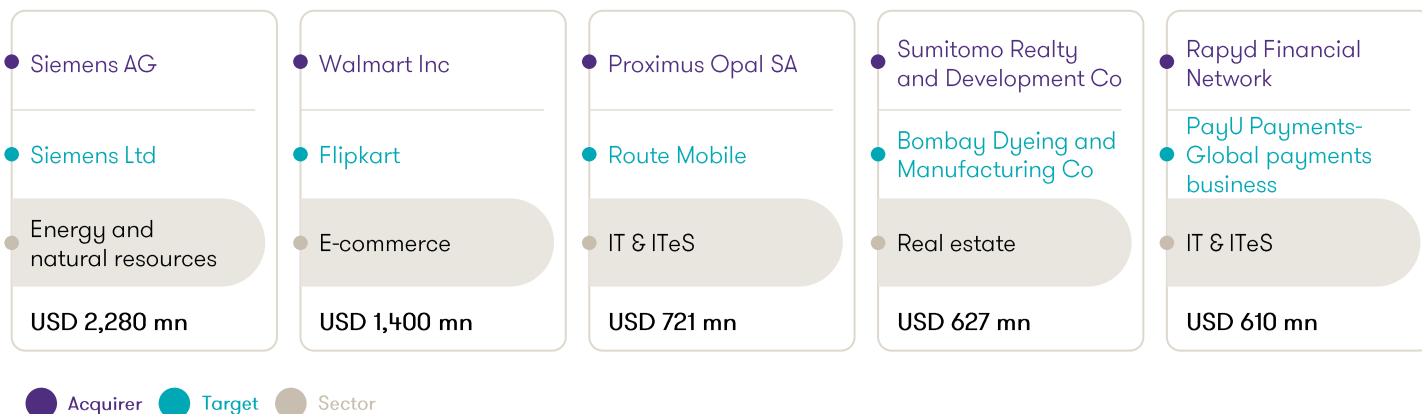 Siemens AG
Siemens Ltd
Energy and
natural resources
USD 2,280 mn
Walmart Inc
Flipkart
E-commerce
USD 1,400 mn
Proximus Opal SA
Route Mobile
IT & ITeS
USD 721 mn
Sumitomo Realty
and Development Co
Bombay Dyeing and
Manufacturing Co
Real estate
USD 627 mn
Rapyd Financial
Network
PayU Payments-
Global payments
business
IT & ITeS
USD 610 mn
Acquirer Target Sector